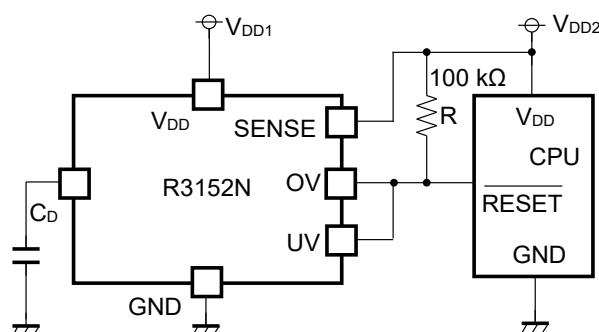 VDD1
VDD2
100 kΩ
R
VDD
SENSE
VDD
CPU
R3152N
OV
RESET
CD
UV
GND
GND